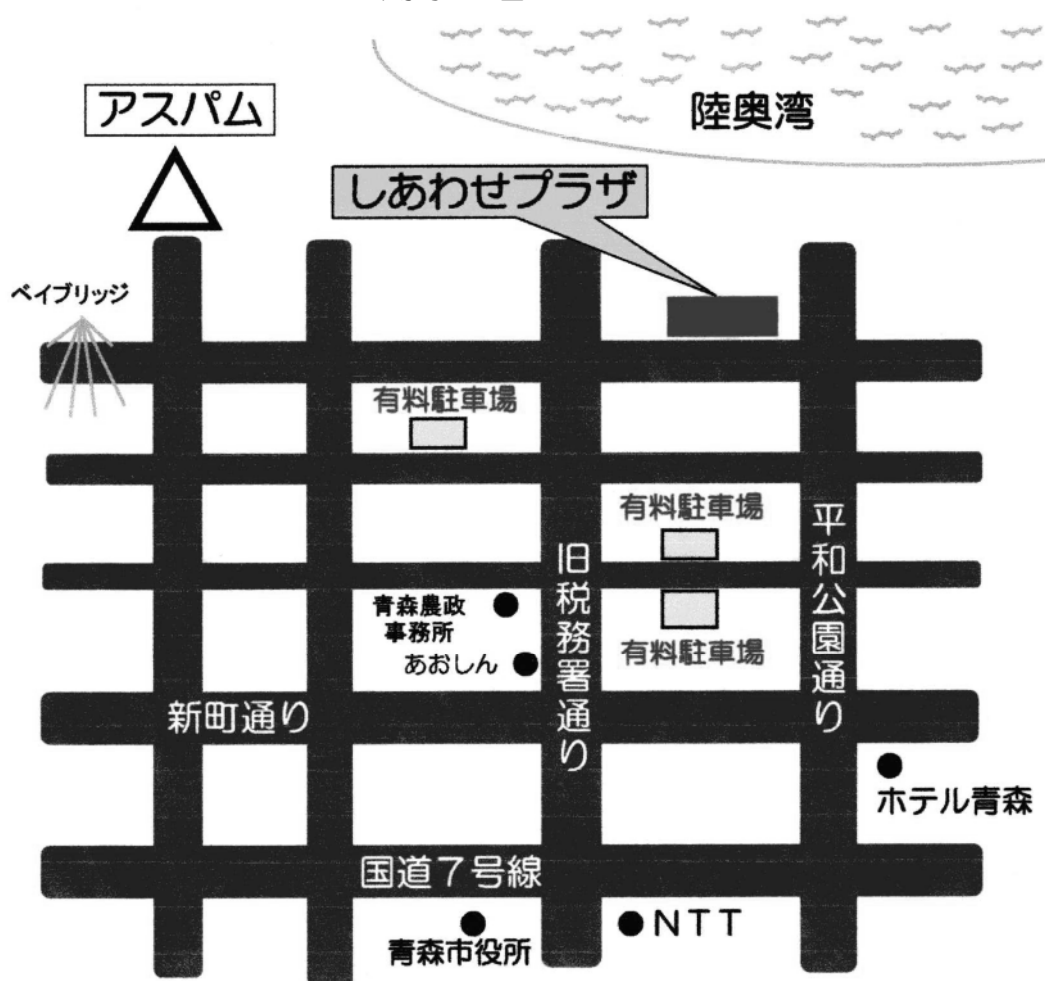 陸奥湾
アスパム
しあわせプラザ
ベイブリッジ
有料駐車場
有料駐車場
平和公園通り
旧税務署通り
青森農政
事務所
あおしん
有料駐車場
新町通り
ホテル青森
国道7号線
青森市役所
NTT